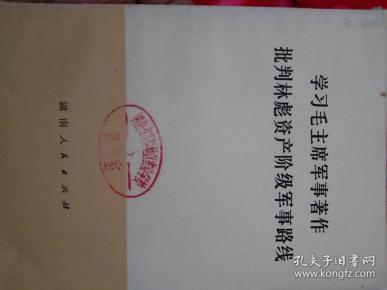 学习毛主席军事著作
批判林彪资产阶级军事路线
湖南人民出版社
孔夫子旧书网